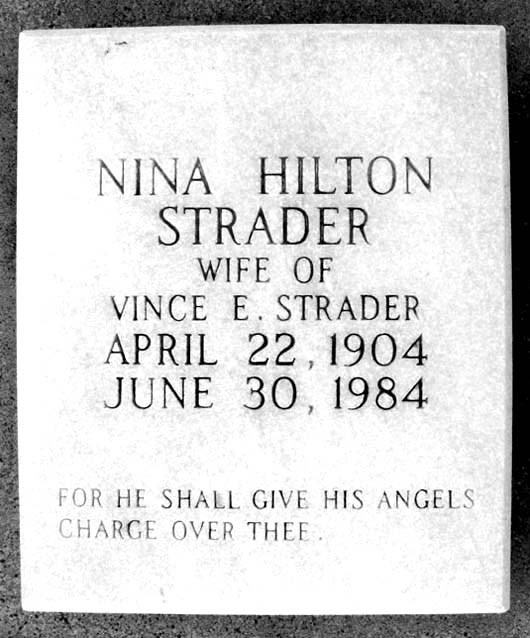 NINA HILTON
STRADER
WIFE OF
VINCE E. STRADER
APRIL 22, 1904
JUNE 30, 1984
FOR HE SHALL GIVE HIS ANGELS
CHARGE OVER THEE.